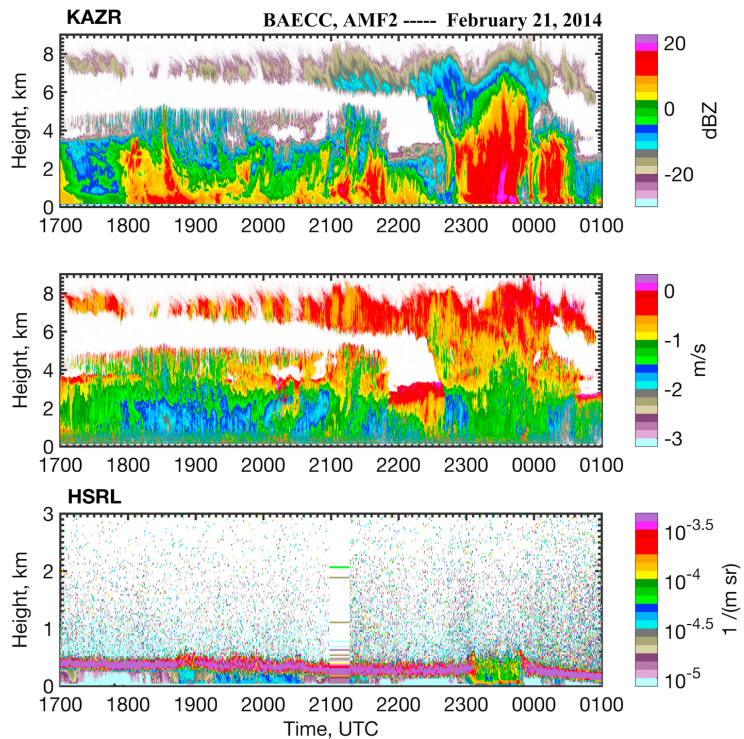 KAZR BAECC, AMF2 ----- February 21, 2014
Height, km
8
6
4
2
0
1700 1800 1900 2000 2100 2200 2300 0000 0100
20
0
-20
dBZ
Height, km
8
6
4
2
0
1700 1800 1900 2000 2100 2200 2300 0000 0100
0
-1
-2
-3
m/s
HSRL
Height, km
3
2
1
0
1700 1800 1900 2000 2100 2200 2300 0000 0100
Time, UTC
10^-3.5
10^-4
10^-4.5
10^-5
1 /(m sr)